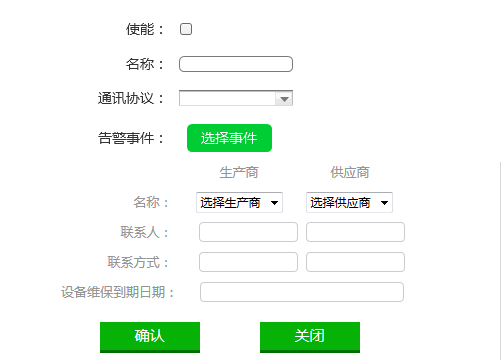 使能：
名称：
通讯协议：
告警事件： 选择事件
生产商 供应商
名称： 选择生产商 选择供应商
联系人：
联系方式：
设备维保到期日期：
确认 关闭